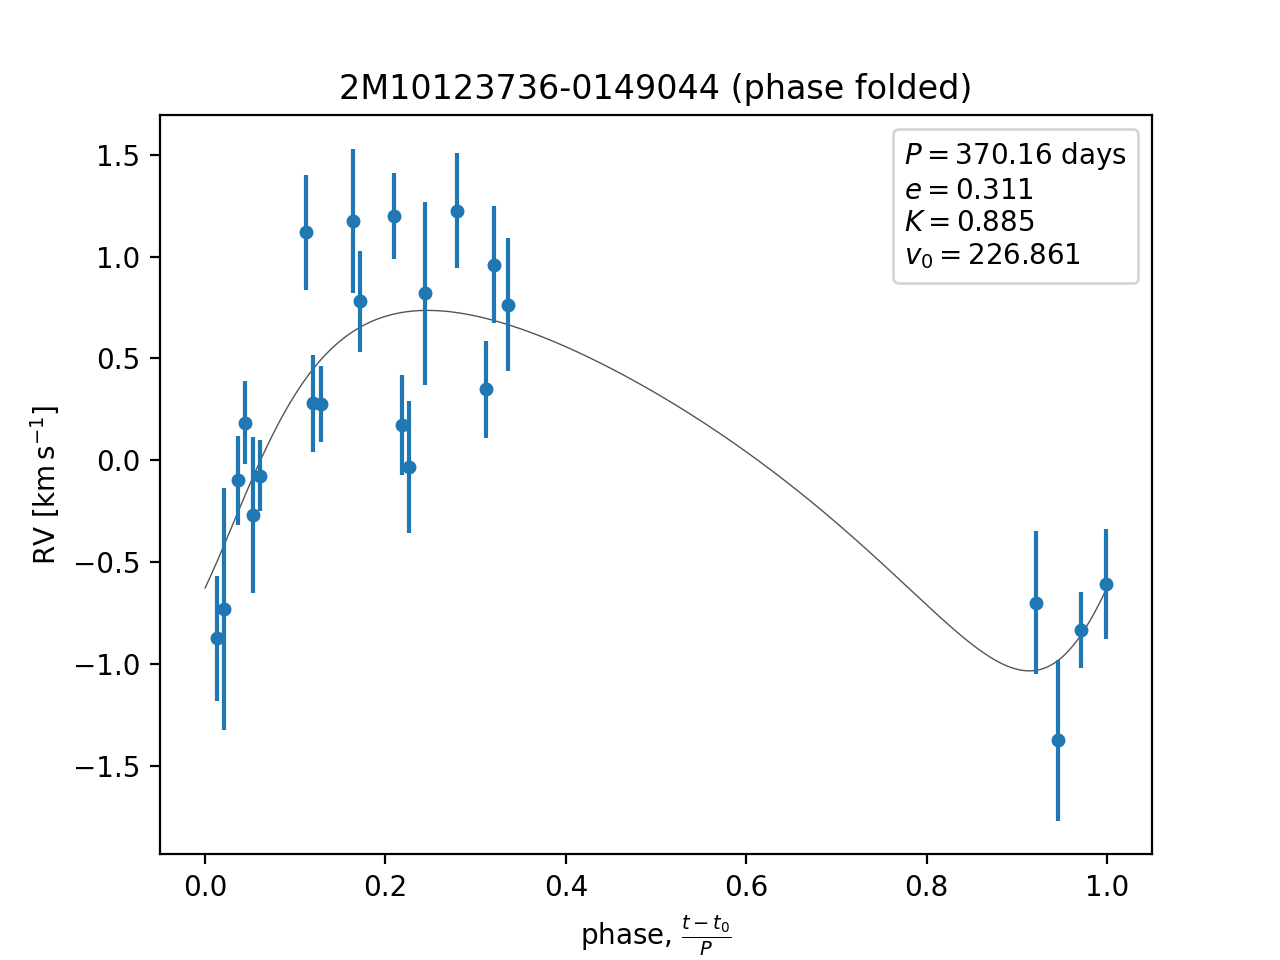 2M10123736-0149044 (phase folded)
P = 370.16 days
e = 0.311
K = 0.885
v₀ = 226.861
RV [km s⁻¹]
1.5
1.0
0.5
0.0
−0.5
−1.0
−1.5
0.0 0.2 0.4 0.6 0.8 1.0
phase, (t − t₀)/P